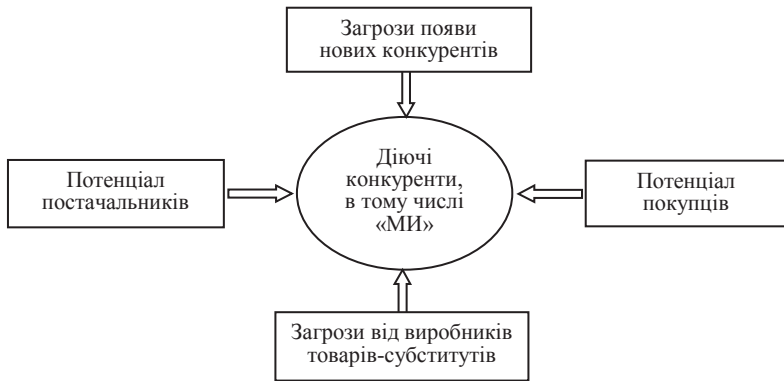 Загрози появи
нових конкурентів
Діючі
конкуренти,
в тому числі
«МИ»
Потенціал
постачальників
Потенціал
покупців
Загрози від виробників
товарів-субститутів